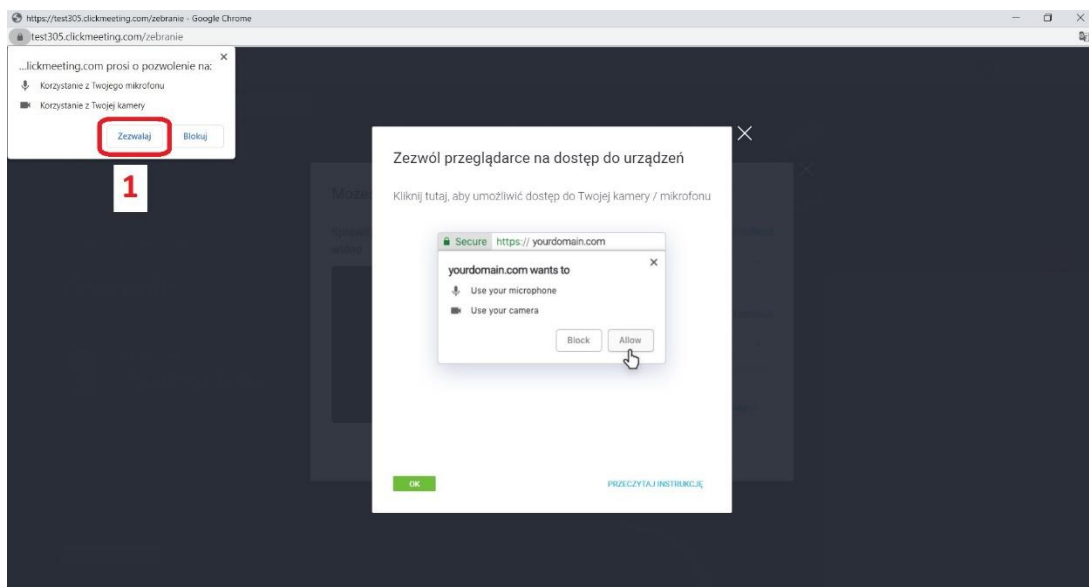 https://test305.clickmeeting.com/zebranie - Google Chrome
test305.clickmeeting.com/zebranie
...lickmeeting.com prosi o pozwolenie na:
Korzystanie z Twojego mikrofonu
Korzystanie z Twojej kamery
Zezwalaj Blokuj
1
Zezwól przeglądarce na dostęp do urządzeń
Kliknij tutaj, aby umożliwić dostęp do Twojej kamery / mikrofonu
Secure https:// yourdomain.com
yourdomain.com wants to
Use your microphone
Use your camera
Block Allow
OK PRZECZYTAJ INSTRUKCJĘ